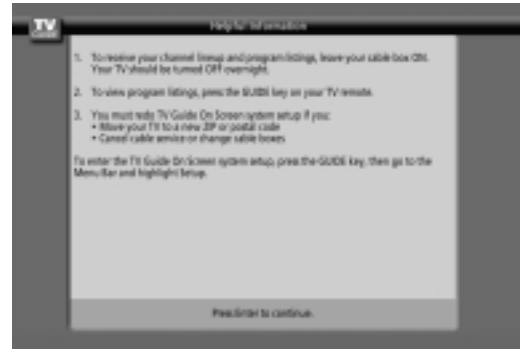 TV
GUIDE
Helpful Information
1. To receive your channel lineup and program listings, leave your cable box ON.
Your TV should be turned OFF overnight.
2. To view program listings, press the GUIDE key on your TV remote.
3. You must redo TV Guide On Screen system setup if you:
• Move your TV to a new ZIP or postal code
• Cancel cable service or change cable boxes
To enter the TV Guide On Screen system setup, press the GUIDE key, then go to the
Menu Bar and highlight Setup.
Press Enter to continue.